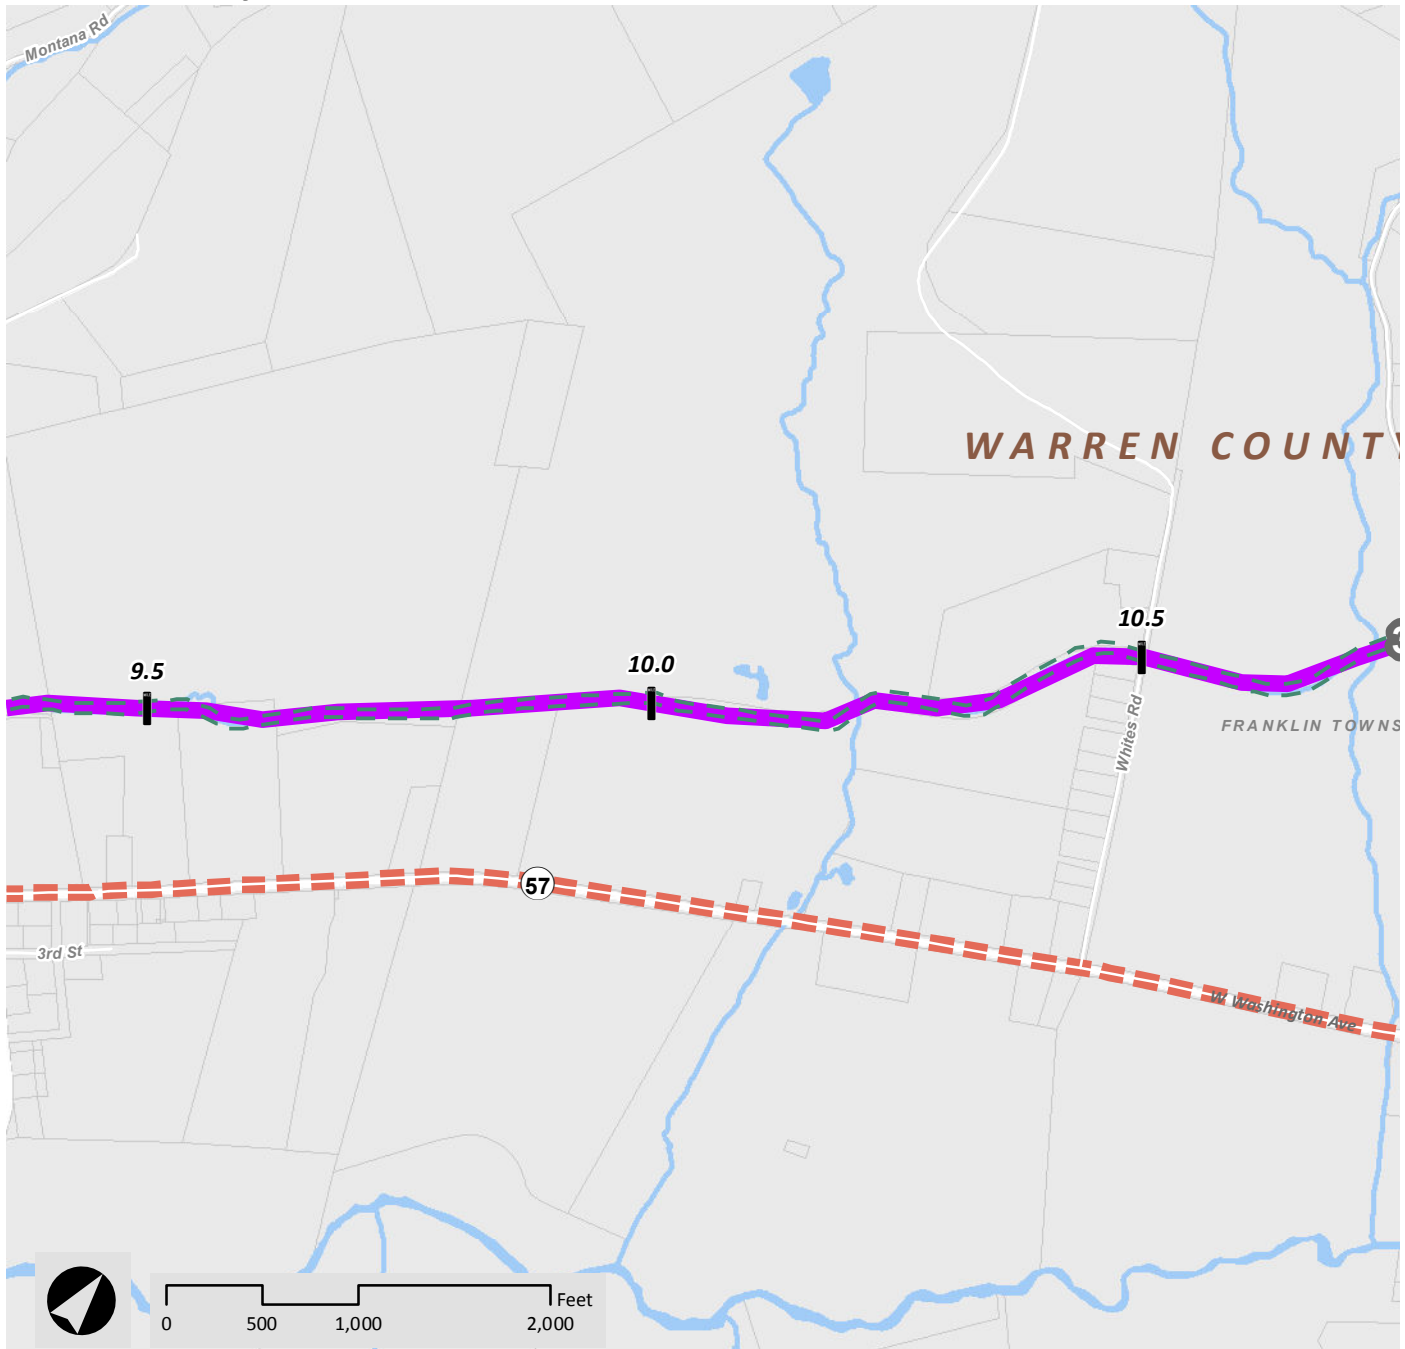 Montana Rd
WARREN COUNTY
10.5
9.5
10.0
Whites Rd
FRANKLIN TOWNS
57
3rd St
W Washington Ave
Feet
0 500 1,000 2,000